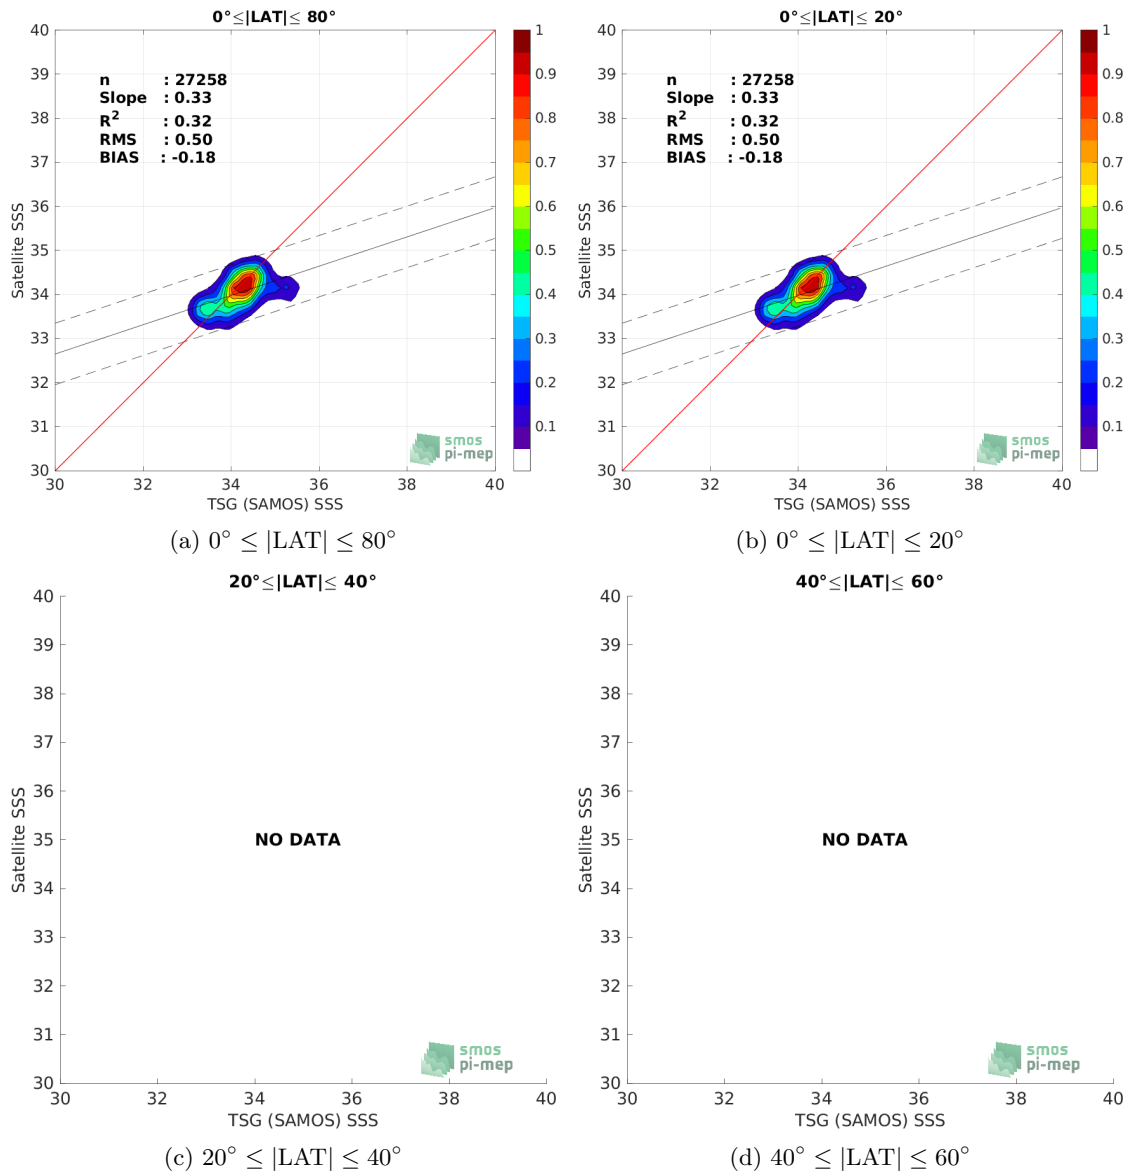 0°≤|LAT|≤ 80°
40
39
38
37
36
35
34
33
32
31
30
Satellite SSS
n : 27258
Slope : 0.33
R² : 0.32
RMS : 0.50
BIAS : -0.18
smos
pi-mep
30 32 34 36 38 40
TSG (SAMOS) SSS
1
0.9
0.8
0.7
0.6
0.5
0.4
0.3
0.2
0.1
(a) 0° ≤ |LAT| ≤ 80°
0°≤|LAT|≤ 20°
40
39
38
37
36
35
34
33
32
31
30
Satellite SSS
n : 27258
Slope : 0.33
R² : 0.32
RMS : 0.50
BIAS : -0.18
smos
pi-mep
30 32 34 36 38 40
TSG (SAMOS) SSS
1
0.9
0.8
0.7
0.6
0.5
0.4
0.3
0.2
0.1
(b) 0° ≤ |LAT| ≤ 20°
20°≤|LAT|≤ 40°
40
39
38
37
36
35
34
33
32
31
30
Satellite SSS
NO DATA
smos
pi-mep
30 32 34 36 38 40
TSG (SAMOS) SSS
(c) 20° ≤ |LAT| ≤ 40°
40°≤|LAT|≤ 60°
40
39
38
37
36
35
34
33
32
31
30
Satellite SSS
NO DATA
smos
pi-mep
30 32 34 36 38 40
TSG (SAMOS) SSS
(d) 40° ≤ |LAT| ≤ 60°